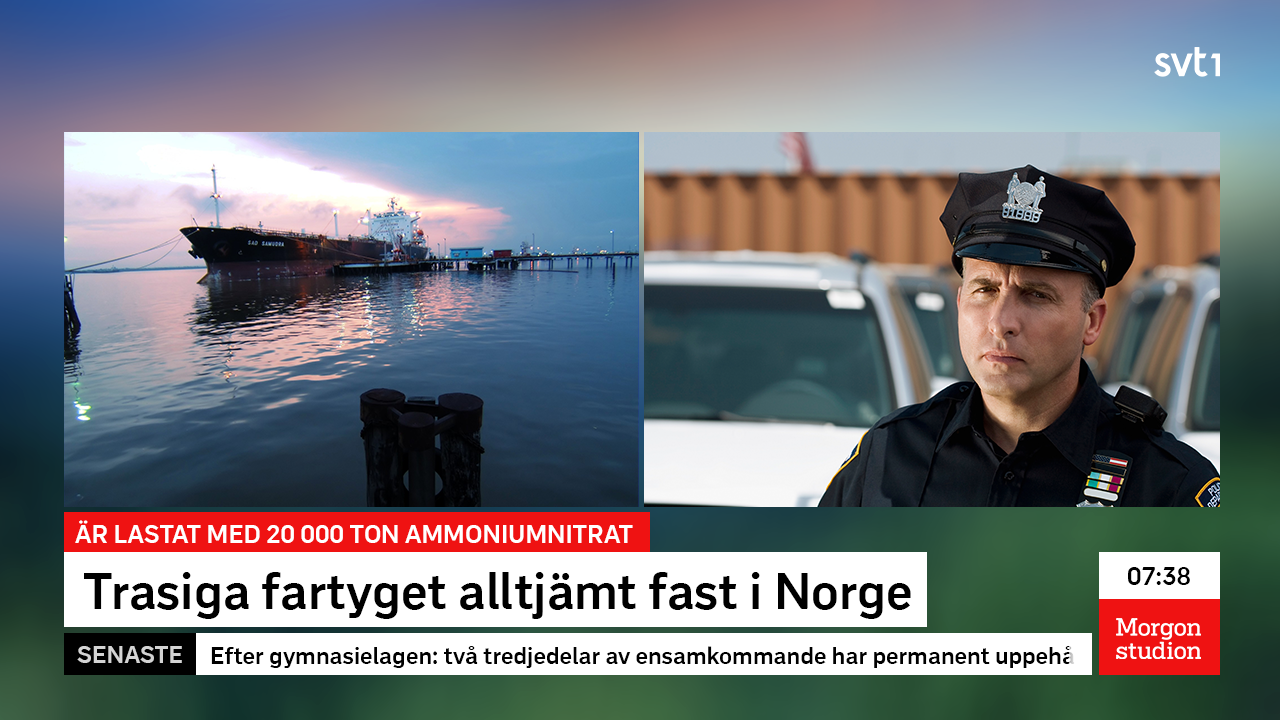 svt1
SAD SAMUDRA
ÄR LASTAT MED 20 000 TON AMMONIUMNITRAT
Trasiga fartyget alltjämt fast i Norge
07:38
SENASTE
Efter gymnasielagen: två tredjedelar av ensamkommande har permanent uppehå
Morgon
studion